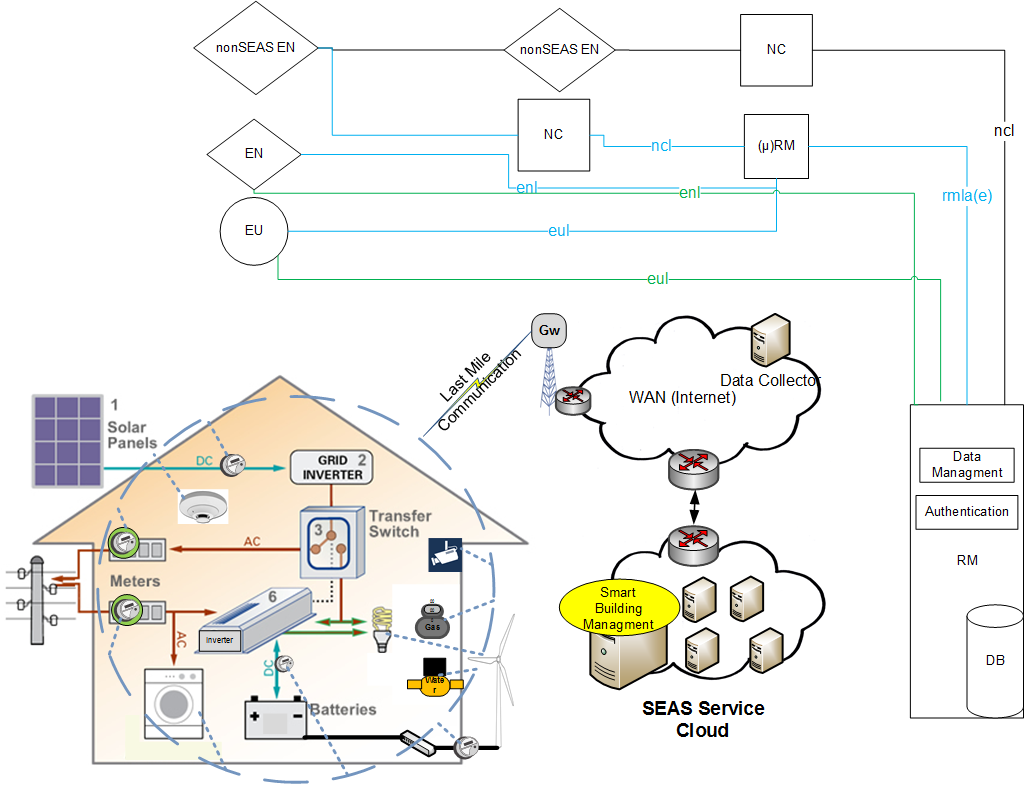 nonSEAS EN
nonSEAS EN
NC
ncl
NC
ncl
(µ)RM
EN
enl
enl
rmla(e)
EU
eul
eul
Gw
Last Mile
Communication
Data Collector
WAN (Internet)
1
Solar
Panels
DC
GRID 2
INVERTER
3
Transfer
Switch
AC
Meters
6
Inverter
AC
DC
Gas
Wate
r
Batteries
Smart
Building
Managment
SEAS Service
Cloud
Data
Managment
Authentication
RM
DB